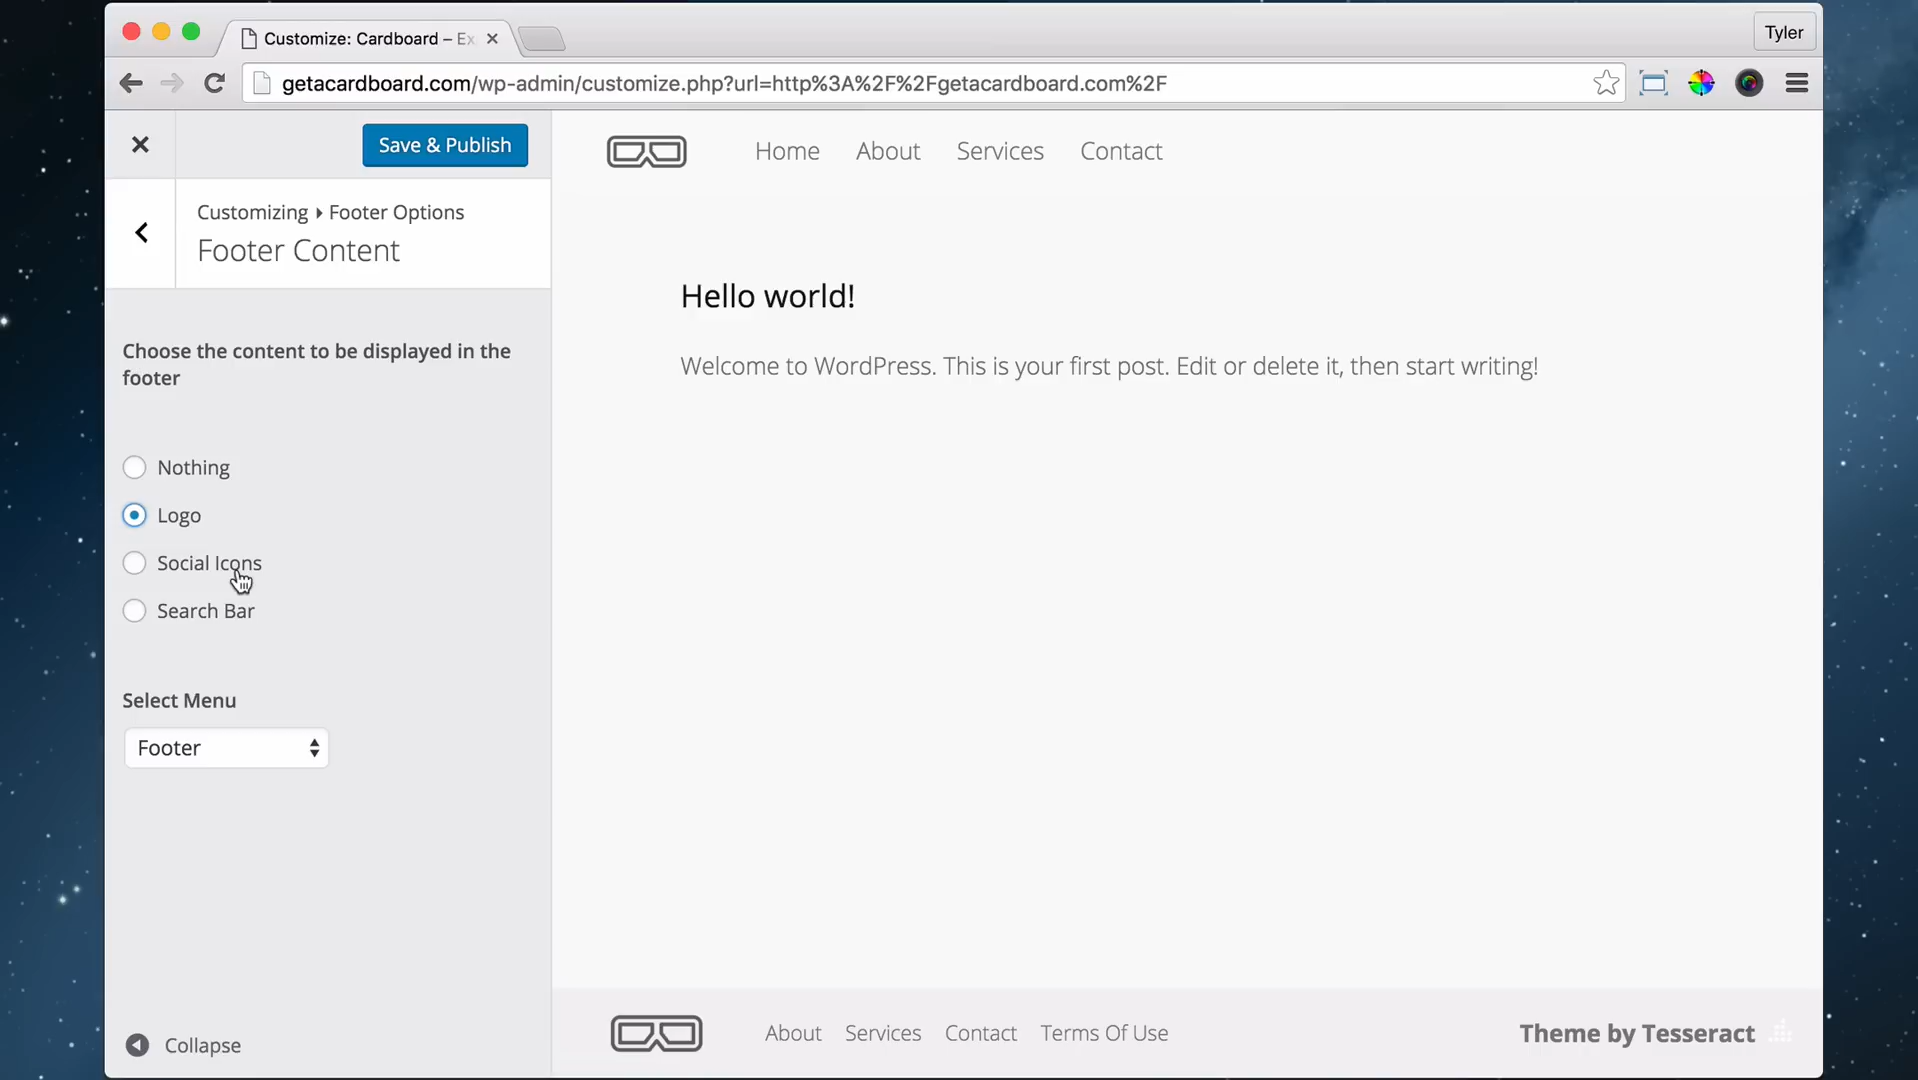 Customize: Cardboard – Ex
Tyler
getacardboard.com/wp-admin/customize.php?url=http%3A%2F%2Fgetacardboard.com%2F
Save & Publish
Customizing ▸ Footer Options
Footer Content
Choose the content to be displayed in the
footer
Nothing
Logo
Social Icons
Search Bar
Select Menu
Footer
Collapse
Home About Services Contact
Hello world!
Welcome to WordPress. This is your first post. Edit or delete it, then start writing!
About Services Contact Terms Of Use
Theme by Tesseract